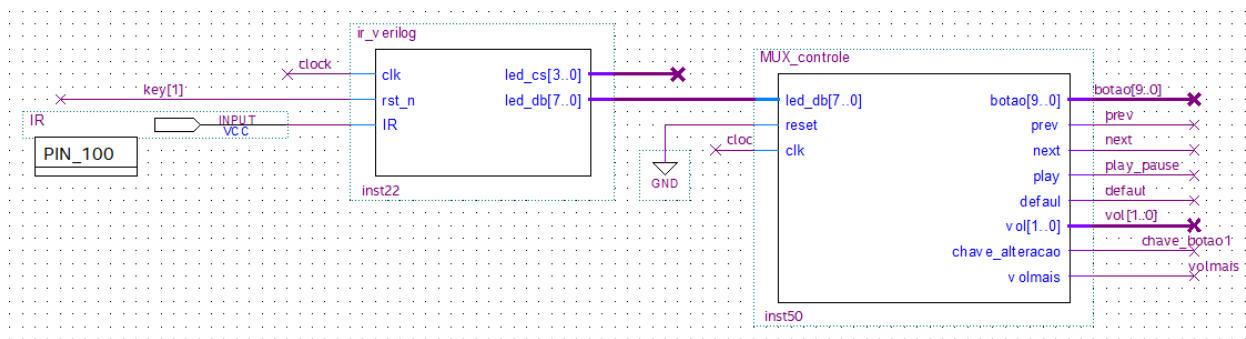 ir_verilog
clock
clk
led_cs[3..0]
key[1]
rst_n
led_db[7..0]
IR
INPUT
VCC
IR
PIN_100
inst22
MUX_controle
led_db[7..0]
botao[9..0]
botao[9..0]
reset
prev
prev
cloc
clk
next
next
GND
play
play_pause
defaul
defaul
vol[1..0]
vol[1..0]
chave_alteracao
chave_botao1
volmais
volmais
inst50